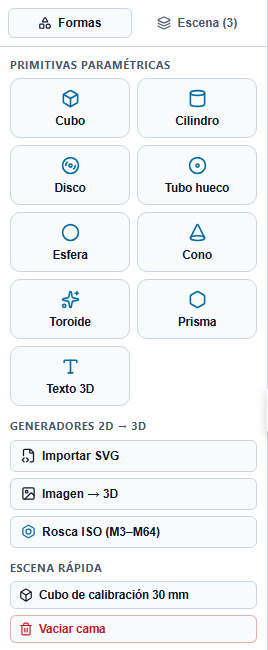 Formas
Escena (3)
PRIMITIVAS PARAMÉTRICAS
Cubo
Cilindro
Disco
Tubo hueco
Esfera
Cono
Toroide
Prisma
Texto 3D
GENERADORES 2D → 3D
Importar SVG
Imagen → 3D
Rosca ISO (M3–M64)
ESCENA RÁPIDA
Cubo de calibración 30 mm
Vaciar cama